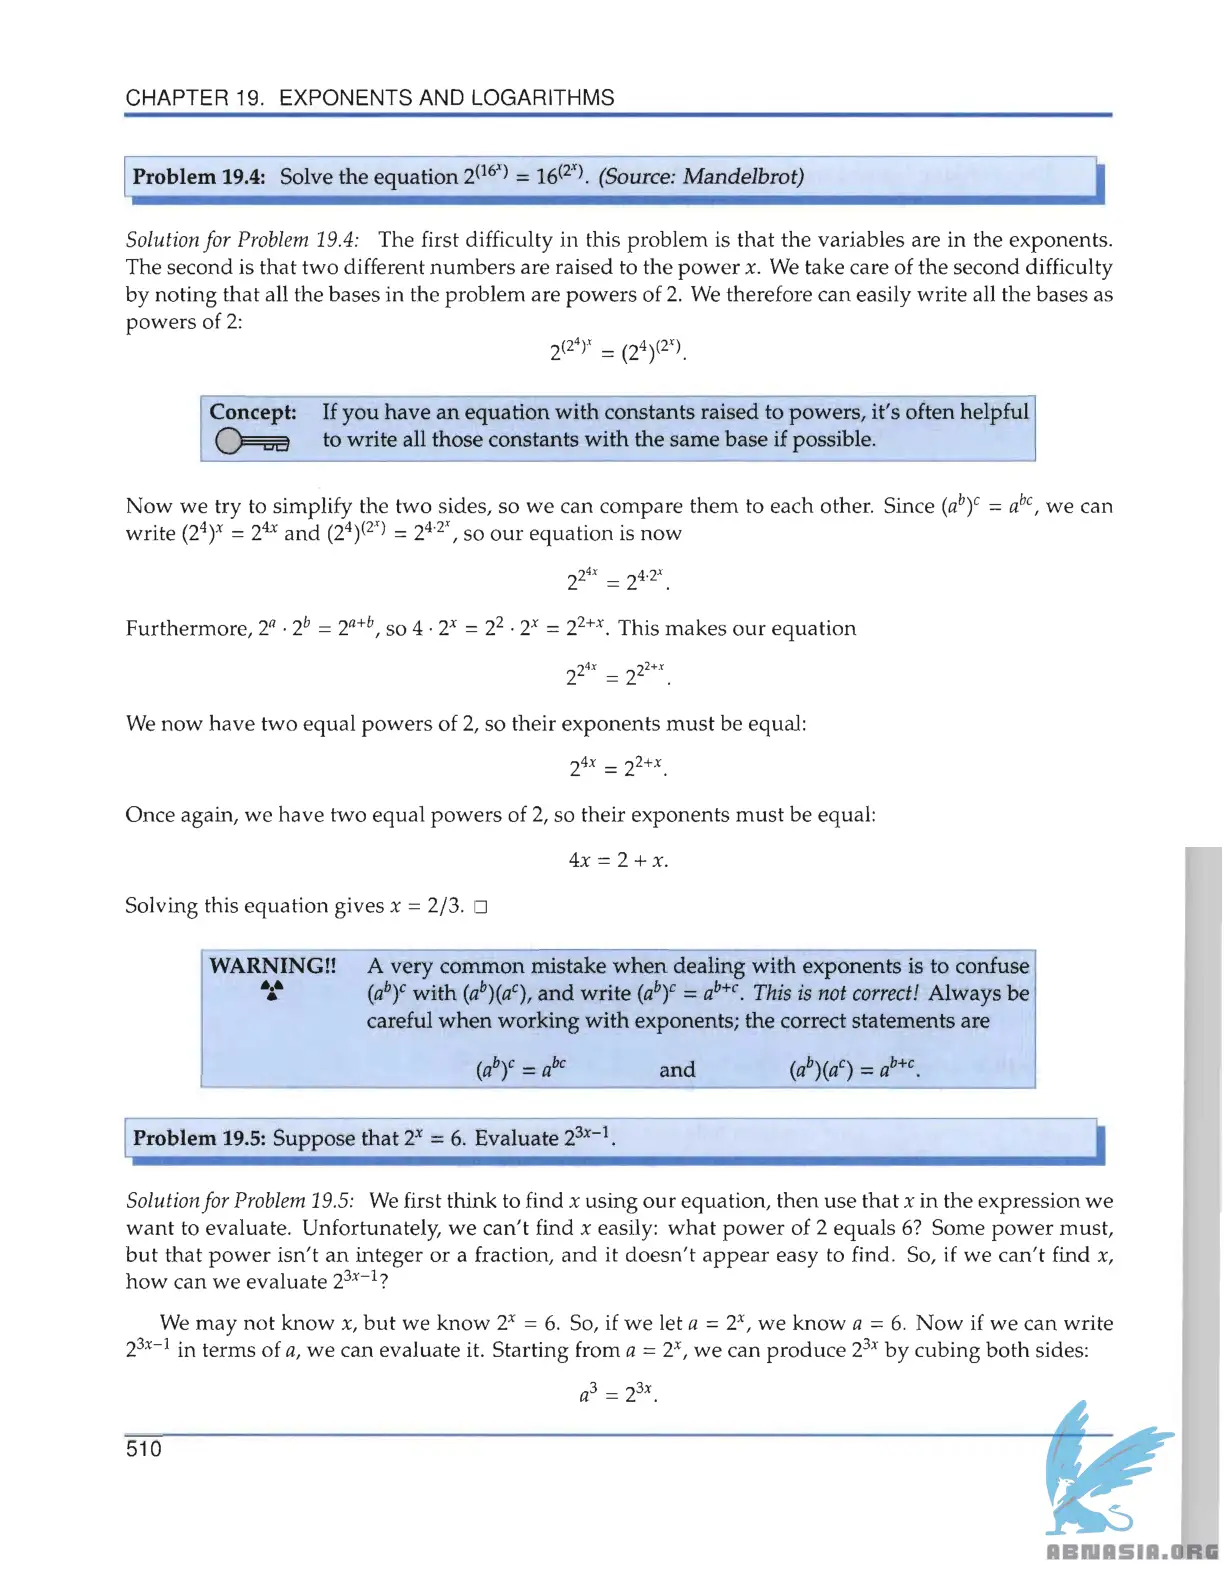 CHAPTER 19. EXPONENTS AND LOGARITHMS
Problem 19.4: Solve the equation 2^(16^x) = 16^(2^x). (Source: Mandelbrot)
Solution for Problem 19.4: The first difficulty in this problem is that the variables are in the exponents.
The second is that two different numbers are raised to the power x. We take care of the second difficulty
by noting that all the bases in the problem are powers of 2. We therefore can easily write all the bases as
powers of 2:
2^(2^4)^x = (2^4)^(2^x).
Concept: If you have an equation with constants raised to powers, it's often helpful
to write all those constants with the same base if possible.
Now we try to simplify the two sides, so we can compare them to each other. Since (a^b)^c = a^bc, we can
write (2^4)^x = 2^4x and (2^4)^(2^x) = 2^4·2^x, so our equation is now
2^2^4x = 2^4·2^x.
Furthermore, 2^a · 2^b = 2^a+b, so 4 · 2^x = 2^2 · 2^x = 2^2+x. This makes our equation
2^2^4x = 2^2^2+x.
We now have two equal powers of 2, so their exponents must be equal:
2^4x = 2^2+x.
Once again, we have two equal powers of 2, so their exponents must be equal:
4x = 2 + x.
Solving this equation gives x = 2/3. □
WARNING!! A very common mistake when dealing with exponents is to confuse
(a^b)^c with (a^b)(a^c), and write (a^b)^c = a^b+c. This is not correct! Always be
careful when working with exponents; the correct statements are
(a^b)^c = a^bc and (a^b)(a^c) = a^b+c.
Problem 19.5: Suppose that 2^x = 6. Evaluate 2^3x−1.
Solution for Problem 19.5: We first think to find x using our equation, then use that x in the expression we
want to evaluate. Unfortunately, we can't find x easily: what power of 2 equals 6? Some power must,
but that power isn't an integer or a fraction, and it doesn't appear easy to find. So, if we can't find x,
how can we evaluate 2^3x−1?
We may not know x, but we know 2^x = 6. So, if we let a = 2^x, we know a = 6. Now if we can write
2^3x−1 in terms of a, we can evaluate it. Starting from a = 2^x, we can produce 2^3x by cubing both sides:
a^3 = 2^3x.
510
ABNASIA.ORG